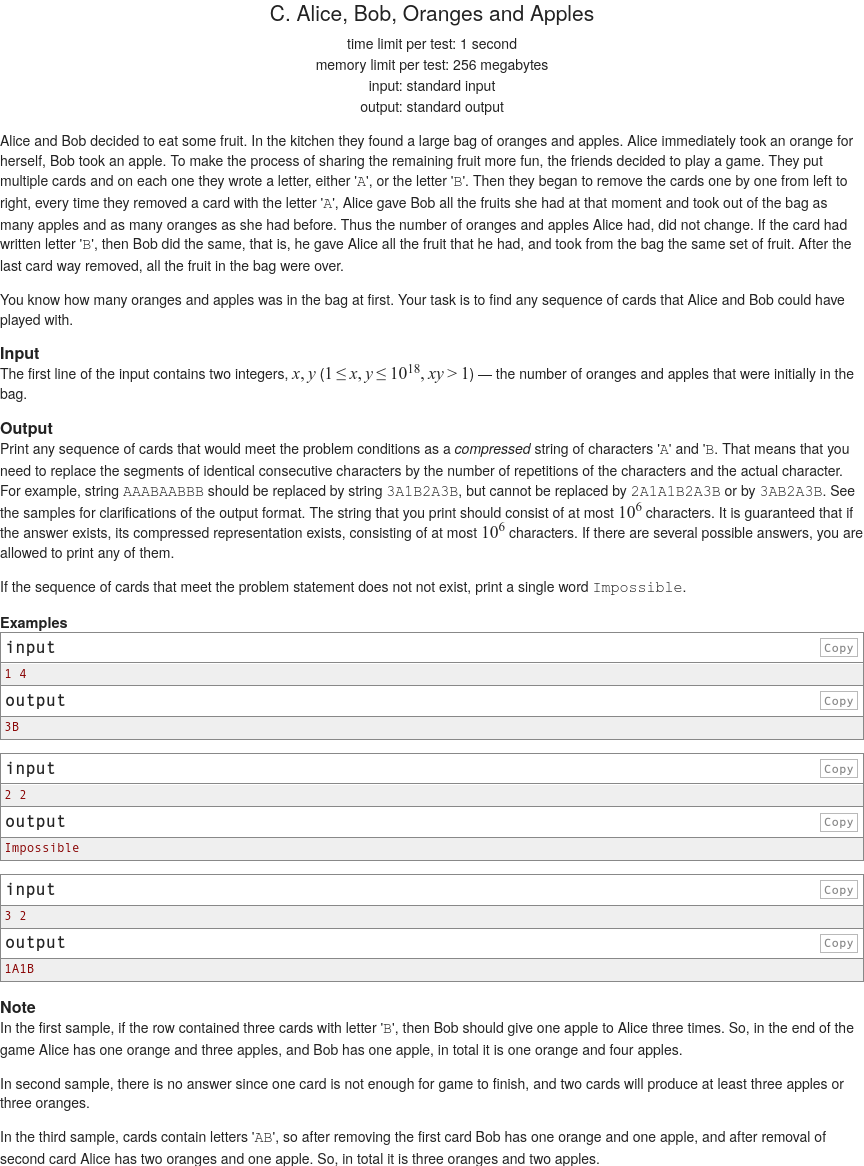 C. Alice, Bob, Oranges and Apples
time limit per test: 1 second
memory limit per test: 256 megabytes
input: standard input
output: standard output
Alice and Bob decided to eat some fruit. In the kitchen they found a large bag of oranges and apples. Alice immediately took an orange for
herself, Bob took an apple. To make the process of sharing the remaining fruit more fun, the friends decided to play a game. They put
multiple cards and on each one they wrote a letter, either 'A', or the letter 'B'. Then they began to remove the cards one by one from left to
right, every time they removed a card with the letter 'A', Alice gave Bob all the fruits she had at that moment and took out of the bag as
many apples and as many oranges as she had before. Thus the number of oranges and apples Alice had, did not change. If the card had
written letter 'B', then Bob did the same, that is, he gave Alice all the fruit that he had, and took from the bag the same set of fruit. After the
last card way removed, all the fruit in the bag were over.
You know how many oranges and apples was in the bag at first. Your task is to find any sequence of cards that Alice and Bob could have
played with.
Input
The first line of the input contains two integers, x, y (1 ≤ x, y ≤ 10^18, xy > 1) — the number of oranges and apples that were initially in the
bag.
Output
Print any sequence of cards that would meet the problem conditions as a compressed string of characters 'A' and 'B. That means that you
need to replace the segments of identical consecutive characters by the number of repetitions of the characters and the actual character.
For example, string AAABAABBB should be replaced by string 3A1B2A3B, but cannot be replaced by 2A1A1B2A3B or by 3AB2A3B. See
the samples for clarifications of the output format. The string that you print should consist of at most 10^6 characters. It is guaranteed that if
the answer exists, its compressed representation exists, consisting of at most 10^6 characters. If there are several possible answers, you are
allowed to print any of them.
If the sequence of cards that meet the problem statement does not not exist, print a single word Impossible.
Examples
input Copy
1 4
output Copy
3B
input Copy
2 2
output Copy
Impossible
input Copy
3 2
output Copy
1A1B
Note
In the first sample, if the row contained three cards with letter 'B', then Bob should give one apple to Alice three times. So, in the end of the
game Alice has one orange and three apples, and Bob has one apple, in total it is one orange and four apples.
In second sample, there is no answer since one card is not enough for game to finish, and two cards will produce at least three apples or
three oranges.
In the third sample, cards contain letters 'AB', so after removing the first card Bob has one orange and one apple, and after removal of
second card Alice has two oranges and one apple. So, in total it is three oranges and two apples.